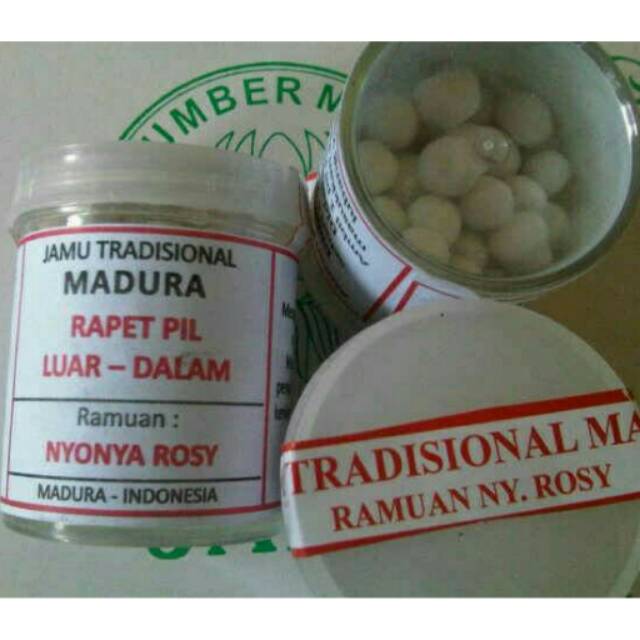 UMBER M
JAMU TRADISIONAL
MADURA
RAPET PIL
LUAR – DALAM
Ramuan :
NYONYA ROSY
MADURA - INDONESIA
TRADISIONAL MA
RAMUAN NY. ROSY